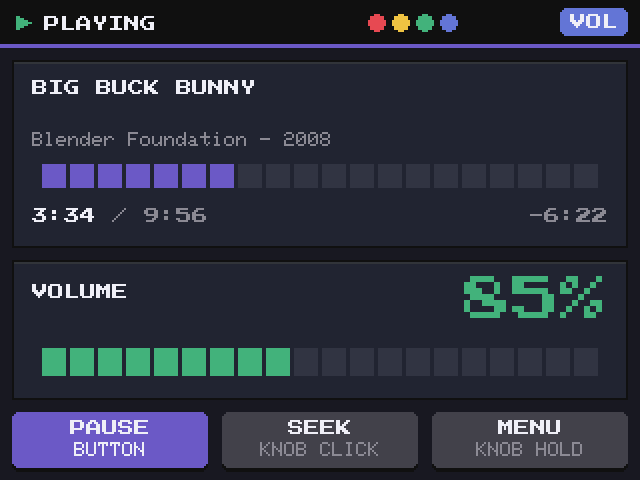 PLAYING
VOL
BIG BUCK BUNNY
Blender Foundation - 2008
3:34 / 9:56
-6:22
VOLUME
85%
PAUSE
BUTTON
SEEK
KNOB CLICK
MENU
KNOB HOLD